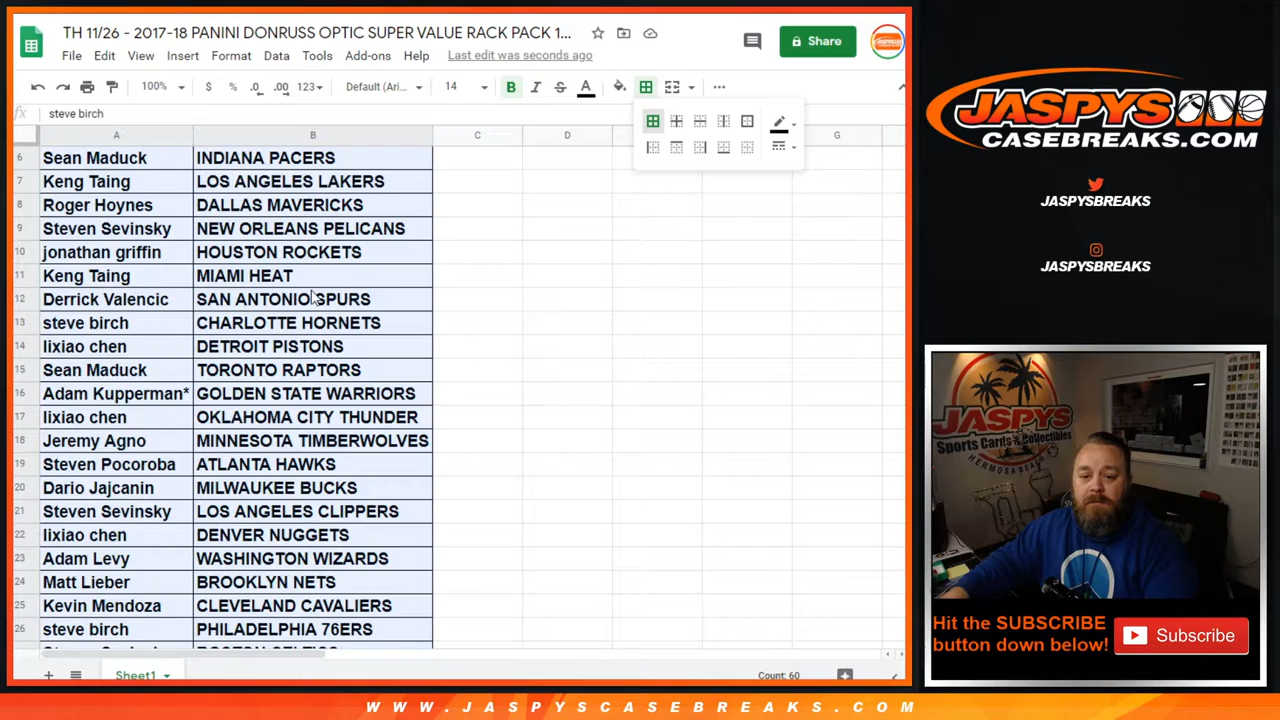 TH 11/26 - 2017-18 PANINI DONRUSS OPTIC SUPER VALUE RACK PACK 1...
File Edit View Insert Format Data Tools Add-ons Help Last edit was seconds ago
Share
100% $ % .0 .00 123 Default (Ari... 14 B I S A
fx steve birch
A B C D G
6 Sean Maduck INDIANA PACERS
7 Keng Taing LOS ANGELES LAKERS
8 Roger Hoynes DALLAS MAVERICKS
9 Steven Sevinsky NEW ORLEANS PELICANS
10 jonathan griffin HOUSTON ROCKETS
11 Keng Taing MIAMI HEAT
12 Derrick Valencic SAN ANTONIO SPURS
13 steve birch CHARLOTTE HORNETS
14 lixiao chen DETROIT PISTONS
15 Sean Maduck TORONTO RAPTORS
16 Adam Kupperman* GOLDEN STATE WARRIORS
17 lixiao chen OKLAHOMA CITY THUNDER
18 Jeremy Agno MINNESOTA TIMBERWOLVES
19 Steven Pocoroba ATLANTA HAWKS
20 Dario Jajcanin MILWAUKEE BUCKS
21 Steven Sevinsky LOS ANGELES CLIPPERS
22 lixiao chen DENVER NUGGETS
23 Adam Levy WASHINGTON WIZARDS
24 Matt Lieber BROOKLYN NETS
25 Kevin Mendoza CLEVELAND CAVALIERS
26 steve birch PHILADELPHIA 76ERS
Sheet1
Count: 60
JASPYS
CASEBREAKS.COM
JASPYSBREAKS
JASPYSBREAKS
JASPYS
Sports Cards & Collectibles
HERMOSA BEACH
Hit the SUBSCRIBE
button down below!
Subscribe
WWW.JASPYSCASEBREAKS.COM